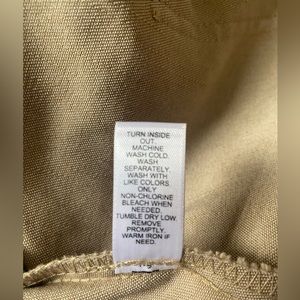 TURN INSIDE
OUT.
MACHINE
WASH COLD.
WASH
SEPARATELY.
WASH WITH
LIKE COLORS.
ONLY
NON-CHLORINE
BLEACH WHEN
NEEDED.
TUMBLE DRY LOW.
REMOVE
PROMPTLY.
WARM IRON IF
NEED.